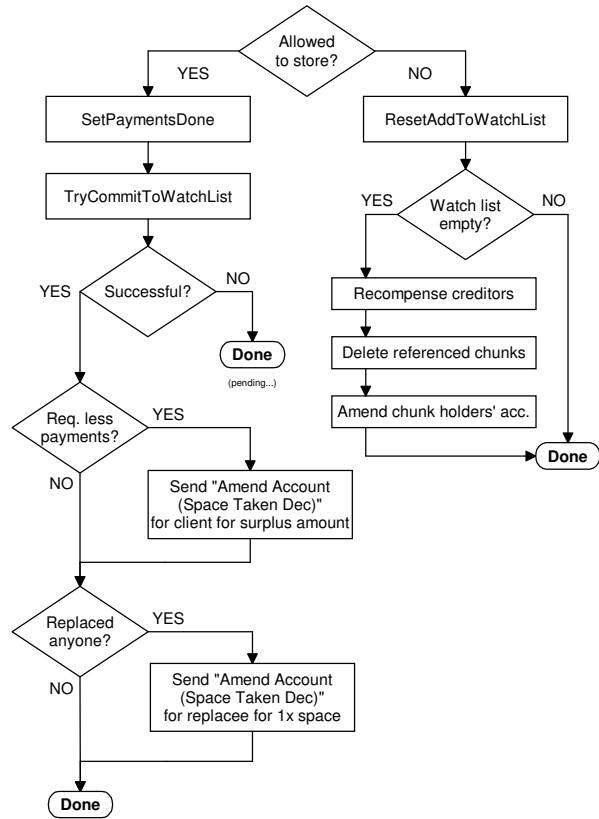 Allowed
to store?
YES
NO
SetPaymentsDone
ResetAddToWatchList
TryCommitToWatchList
YES
Watch list
empty?
NO
YES
Successful?
NO
Recompense creditors
Done
(pending...)
Delete referenced chunks
Amend chunk holders' acc.
Done
Req. less
payments?
YES
NO
Send "Amend Account
(Space Taken Dec)"
for client for surplus amount
Replaced
anyone?
YES
NO
Send "Amend Account
(Space Taken Dec)"
for replacee for 1x space
Done